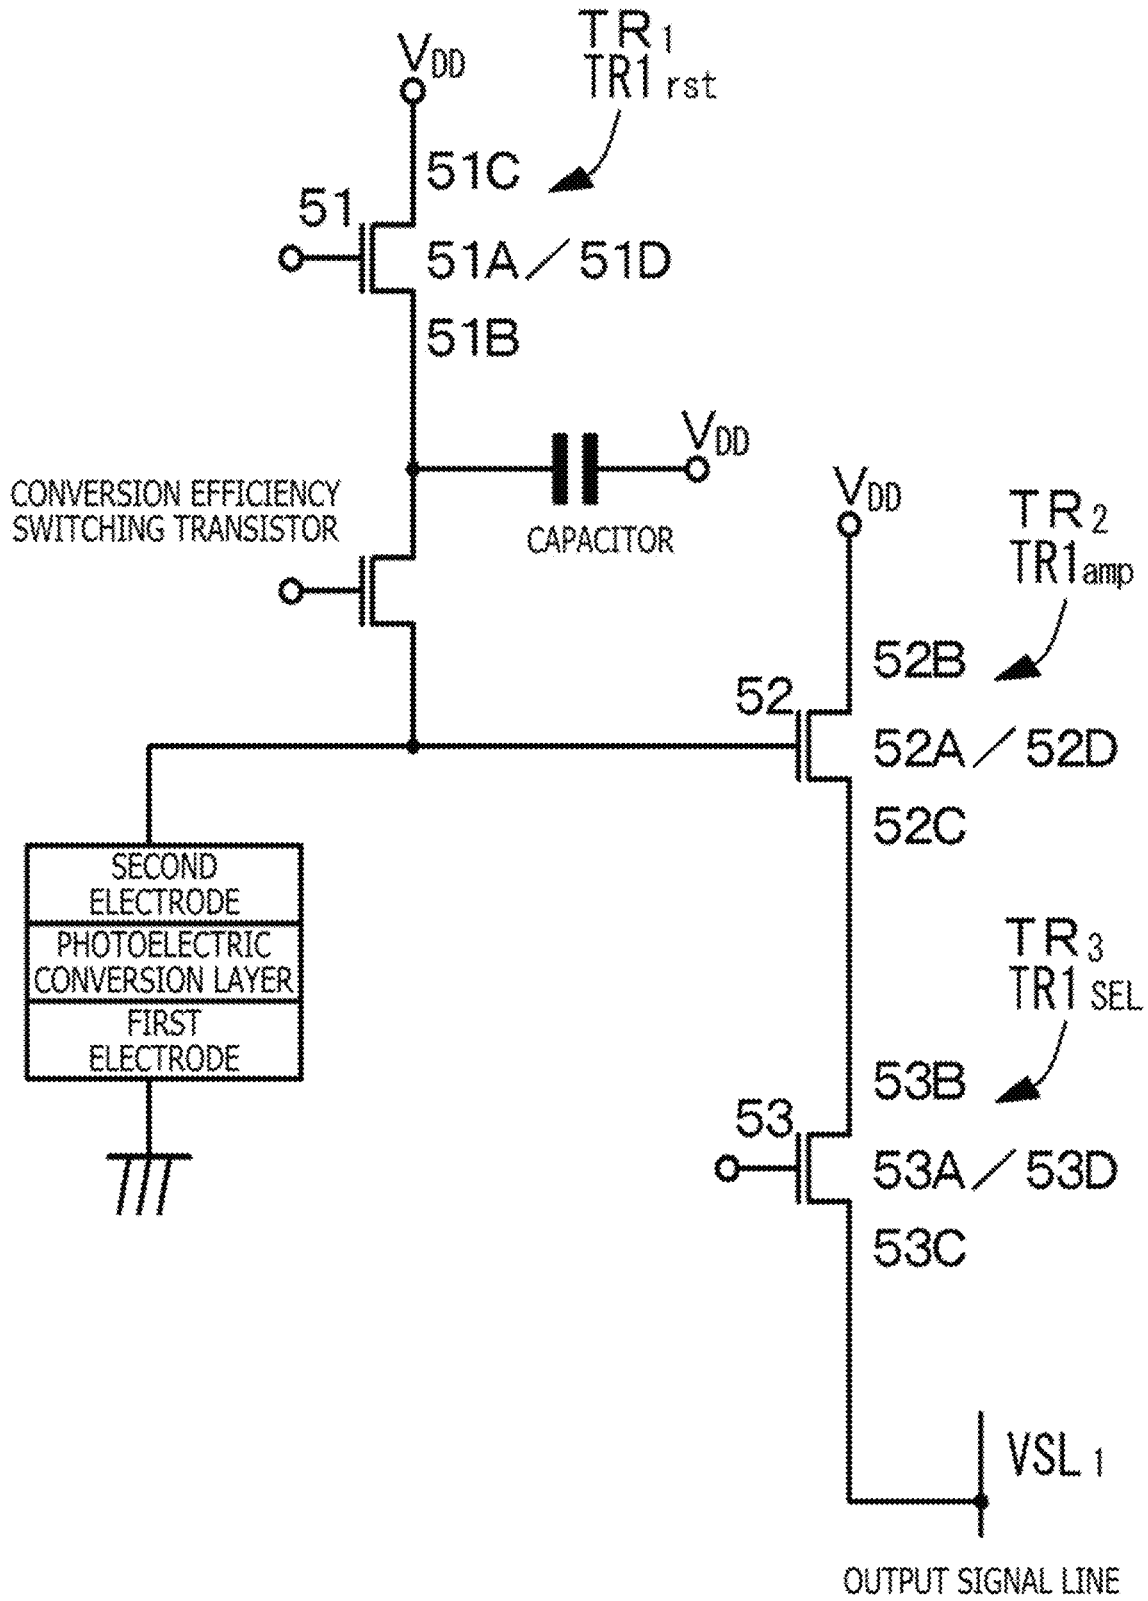 TR1
TR1rst
VDD
51C
51
51A/51D
51B
VDD
CAPACITOR
CONVERSION EFFICIENCY
SWITCHING TRANSISTOR
VDD
TR2
TR1amp
52B
52
52A/52D
52C
SECOND
ELECTRODE
PHOTOELECTRIC
CONVERSION LAYER
FIRST
ELECTRODE
TR3
TR1SEL
53B
53
53A/53D
53C
VSL1
OUTPUT SIGNAL LINE